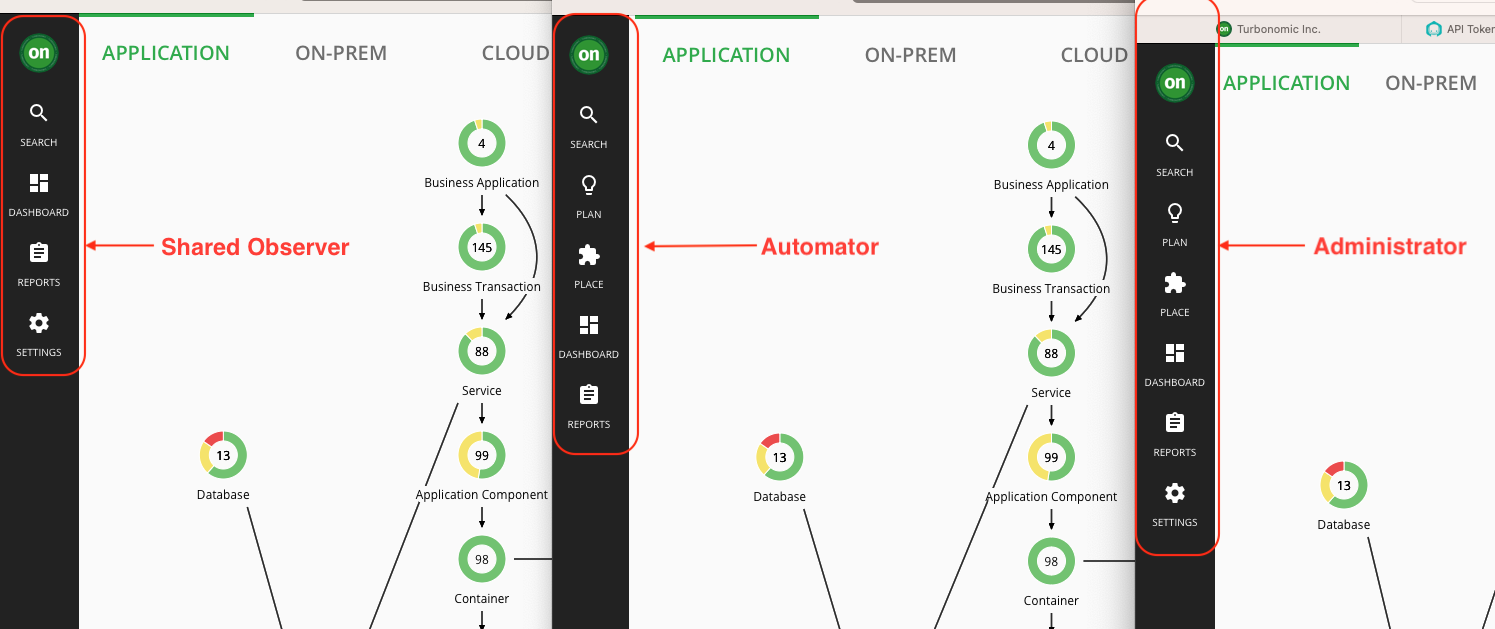 on
SEARCH
DASHBOARD
REPORTS
SETTINGS
APPLICATION ON-PREM CLOUD
4
Business Application
145
Business Transaction
88
Service
13
Database
99
Application Component
98
Container
Shared Observer
on
SEARCH
PLAN
PLACE
DASHBOARD
REPORTS
APPLICATION ON-PREM CLOUD
4
Business Application
145
Business Transaction
88
Service
13
Database
99
Application Component
98
Container
Automator
on Turbonomic Inc. API Token
on
SEARCH
PLAN
PLACE
DASHBOARD
REPORTS
SETTINGS
APPLICATION ON-PREM
13
Database
Administrator